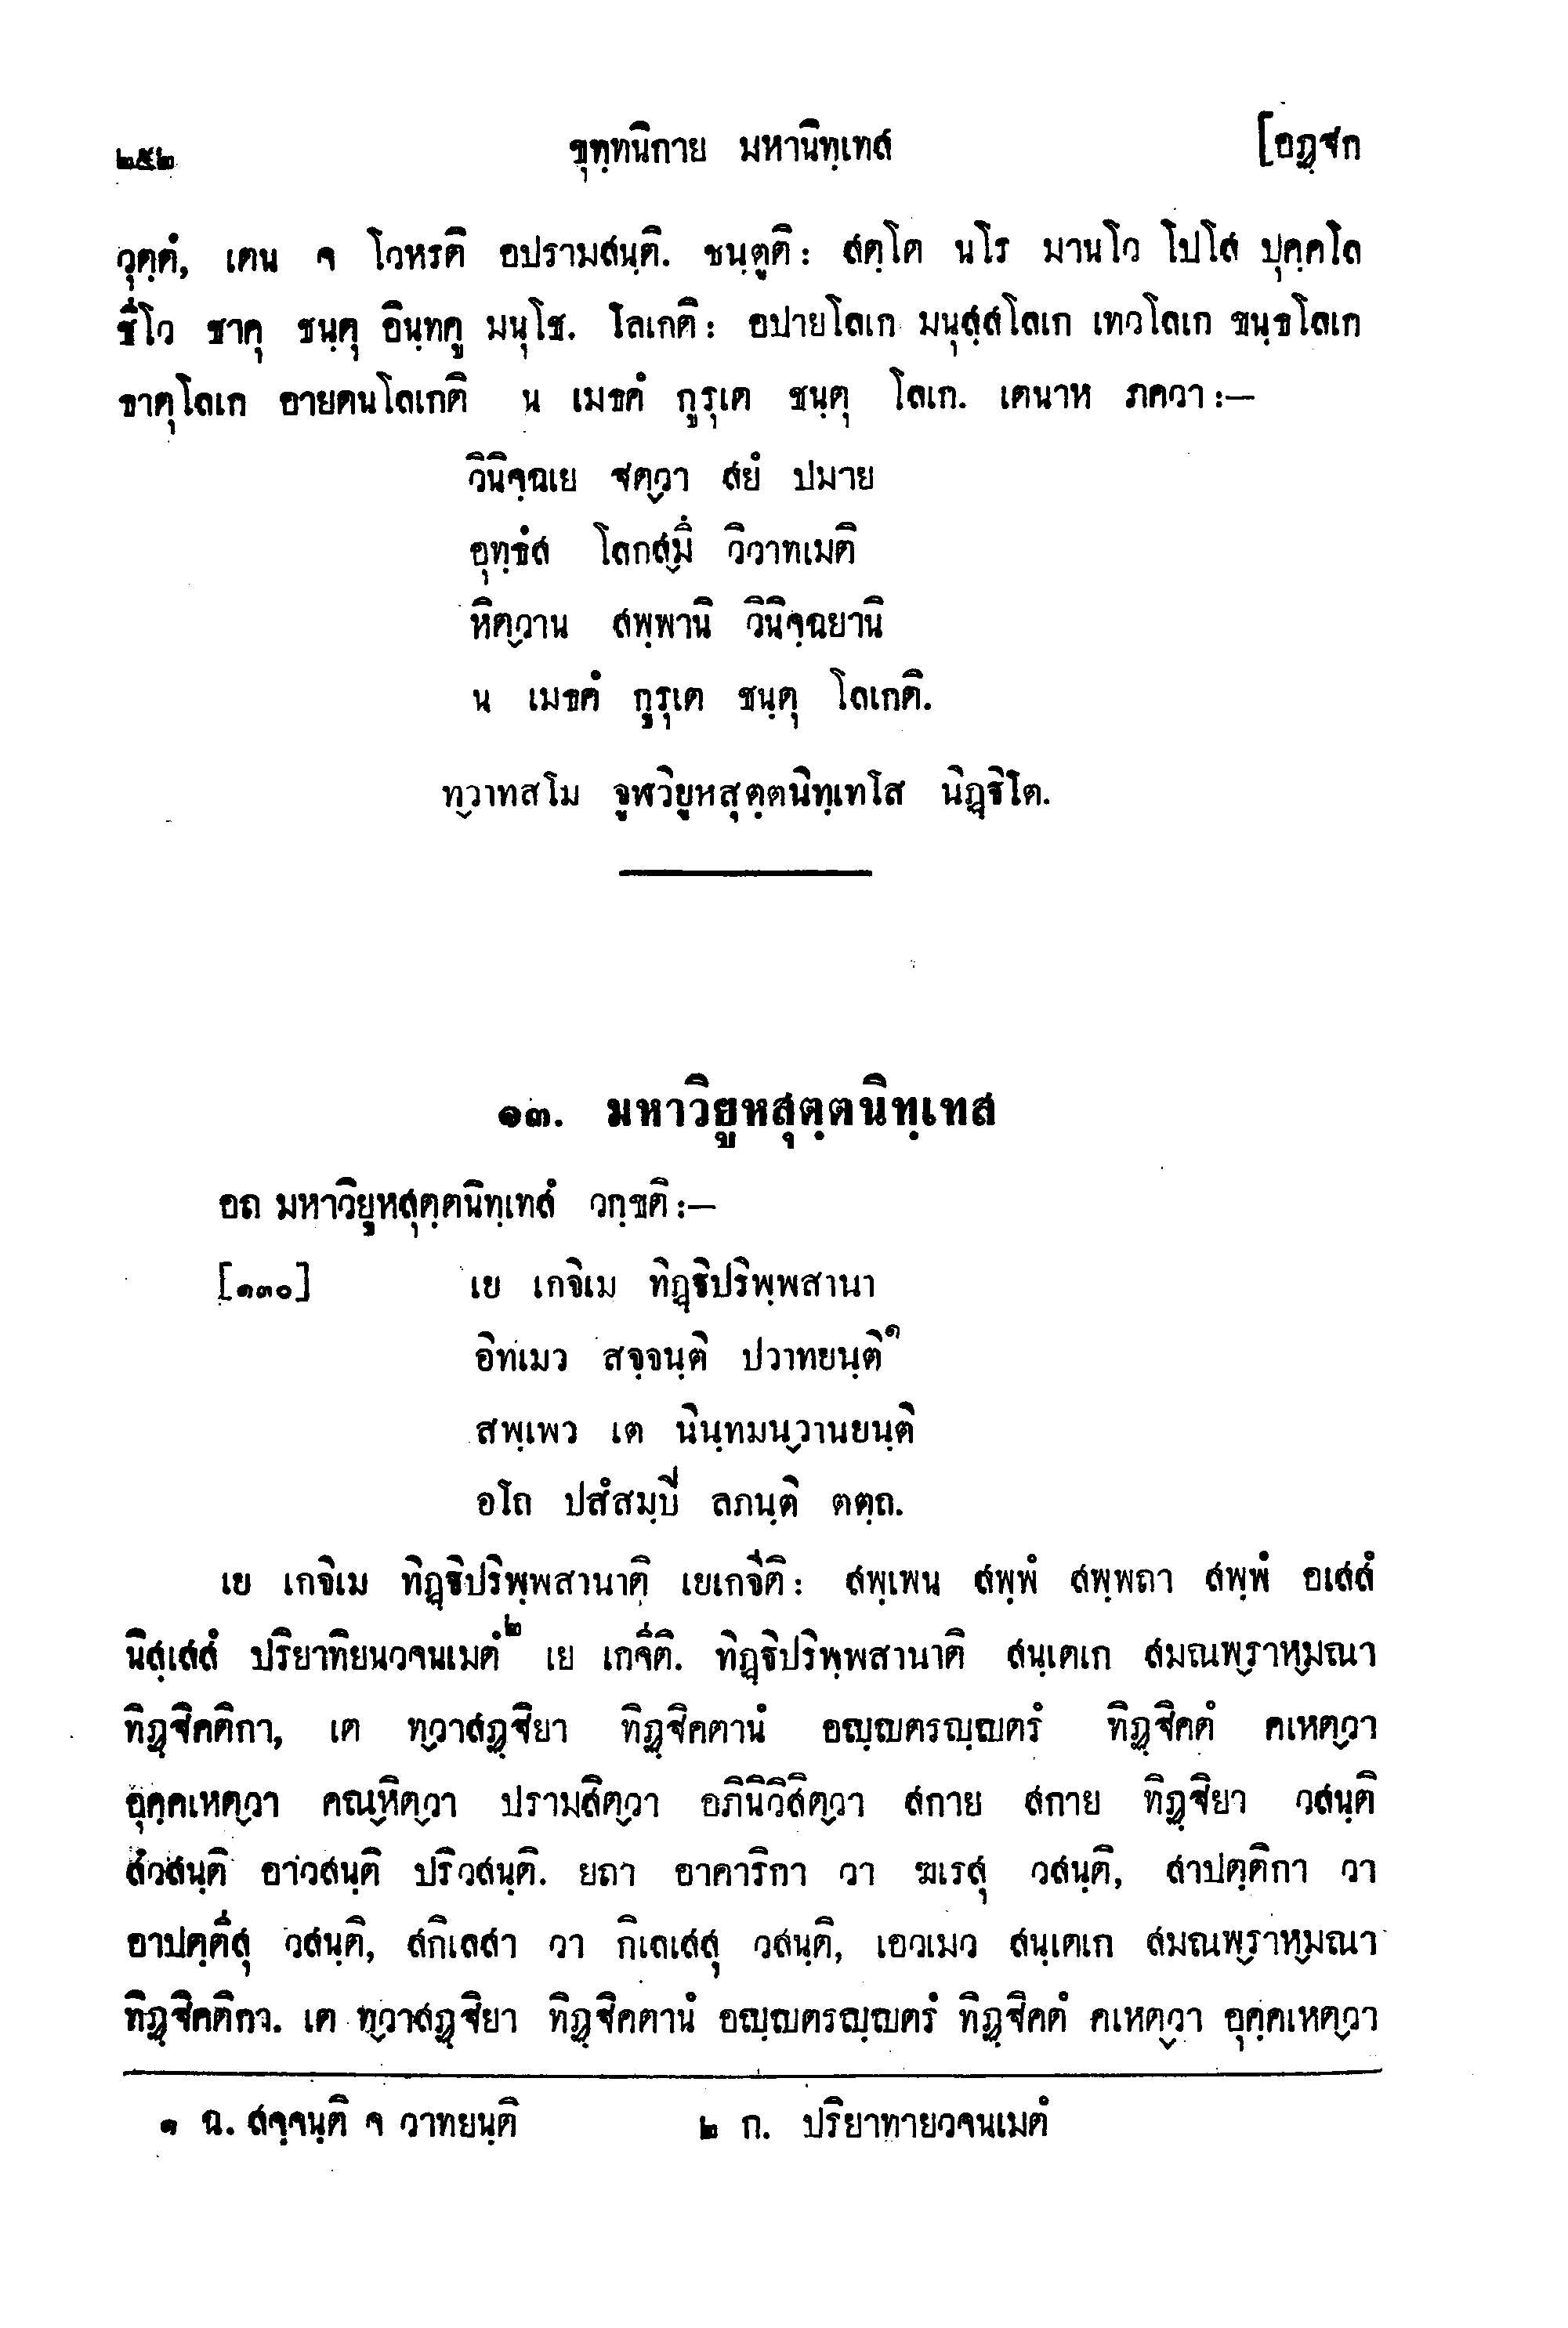 ๒๕๒ ขุทฺทนิกาย มหานิทฺเทส [อฏฺฐก
วุตฺตํ, เตน จ โวหรติ อปรามสนฺติ. ชนฺตูติ: สตฺโต นโร มานโว โปโส ปุคฺคโล
ชีโว ชาตุ ชนฺตุ อินฺทคู มนุโช. โลเกติ: อปายโลเก มนุสฺสโลเก เทวโลเก ขนฺธโลเก
ธาตุโลเก อายตนโลเกติ น เมธคํ กูรุเต ชนฺตุ โลเก. เตนาห ภควา:—
วินิจฺฉเย ฐตฺวา สยํ ปมาย
อุทฺธํส โลกสฺมึ วิวาทเมติ
หิตฺวาน สพฺพานิ วินิจฺฉยานิ
น เมธคํ กูรุเต ชนฺตุ โลเกติ.
ทฺวาทสโม จูฬวิยูหสุตฺตนิทฺเทโส นิฏฺฐิโต.
๑๓. มหาวิยูหสุตฺตนิทฺเทส
อถ มหาวิยูหสุตฺตนิทฺเทสํ วกฺขติ:—
[๑๓๐] เย เกจิเม ทิฏฺฐิปริพฺพสานา
อิทเมว สจฺจนฺติ ปวาทยนฺติ๑
สพฺเพว เต นินฺทมนฺวานยนฺติ
อโถ ปสํสมฺปี ลภนฺติ ตตฺถ.
เย เกจิเม ทิฏฺฐิปริพฺพสานาติ เยเกจีติ: สพฺเพน สพฺพํ สพฺพถา สพฺพํ อเสสํ
นิสฺเสสํ ปริยาทิยนวจนเมตํ๒ เย เกจีติ. ทิฏฺฐิปริพฺพสานาติ สนฺเตเก สมณพฺราหฺมณา
ทิฏฺฐิคติกา, เต ทฺวาสฏฺฐิยา ทิฏฺฐิคตานํ อญฺญตรญฺญตรํ ทิฏฺฐิคตํ คเหตฺวา
อุคฺคเหตฺวา คณฺหิตฺวา ปรามสิตฺวา อภินิวิสิตฺวา สกาย สกาย ทิฏฺฐิยา วสนฺติ
สํวสนฺติ อาวสนฺติ ปริวสนฺติ. ยถา อาคาริกา วา ฆเรสุ วสนฺติ, สาปตฺติกา วา
อาปตฺตีสุ วสนฺติ, สกิเลสา วา กิเลเสสุ วสนฺติ, เอวเมว สนฺเตเก สมณพฺราหฺมณา
ทิฏฺฐิคติกา. เต ทฺวาสฏฺฐิยา ทิฏฺฐิคตานํ อญฺญตรญฺญตรํ ทิฏฺฐิคตํ คเหตฺวา อุคฺคเหตฺวา
๑ ฉ. สจฺจนฺติ จ วาทยนฺติ ๒ ก. ปริยาทายวจนเมตํ